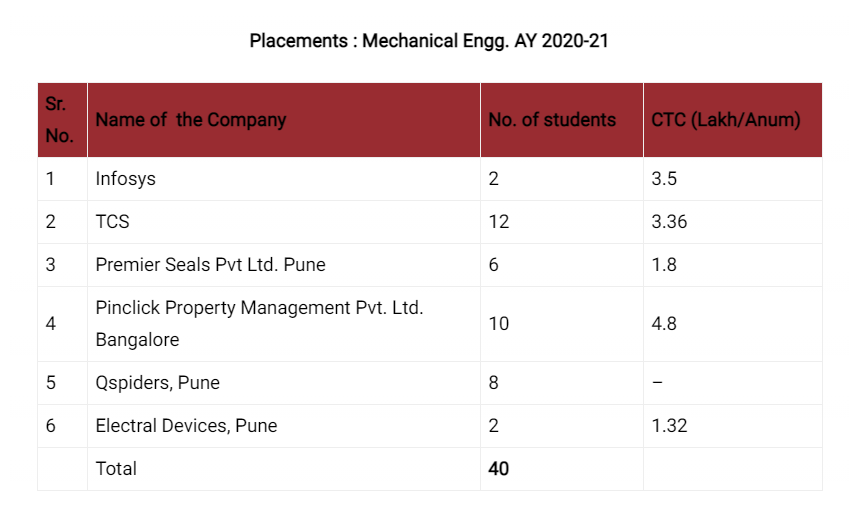 Placements : Mechanical Engg. AY 2020-21
Sr. No. Name of the Company No. of students CTC (Lakh/Anum)
1 Infosys 2 3.5
2 TCS 12 3.36
3 Premier Seals Pvt Ltd. Pune 6 1.8
4 Pinclick Property Management Pvt. Ltd. Bangalore 10 4.8
5 Qspiders, Pune 8 –
6 Electral Devices, Pune 2 1.32
Total 40